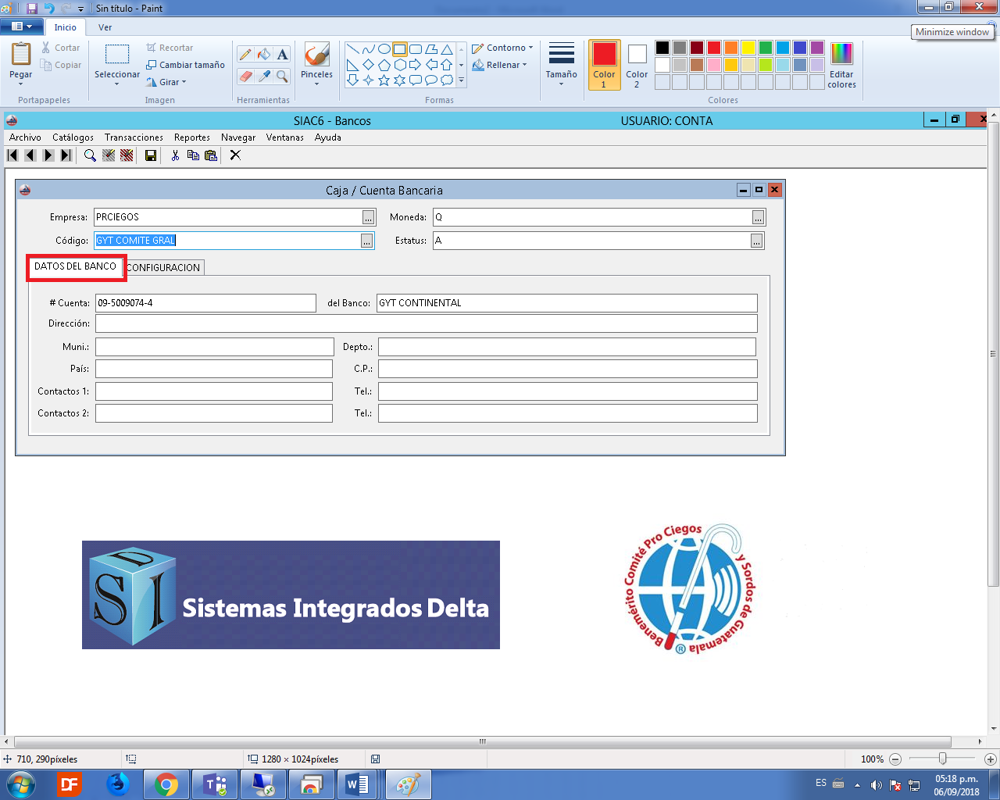 Sin título - Paint
Inicio
Ver
Minimize window
Pegar
Cortar
Copiar
Portapapeles
Seleccionar
Recortar
Cambiar tamaño
Girar
Imagen
A
Herramientas
Pinceles
Contorno
Rellenar
Formas
Tamaño
Color 1
Color 2
Editar colores
Colores
SIAC6 - Bancos
USUARIO: CONTA
Archivo Catálogos Transacciones Reportes Navegar Ventanas Ayuda
Caja / Cuenta Bancaria
Empresa: PRCIEGOS ... Moneda: Q ...
Código: GYT COMITE GRAL ... Estatus: A ...
DATOS DEL BANCO CONFIGURACION
# Cuenta: 09-5009074-4 del Banco: GYT CONTINENTAL
Dirección:
Muni.: Depto.:
País: C.P.:
Contactos 1: Tel.:
Contactos 2: Tel.:
SID
Sistemas Integrados Delta
Benemérito Comité Pro Ciegos y Sordos de Guatemala ®
710, 290píxeles
1280 × 1024píxeles
100%
DF
ES
05:18 p.m.
06/09/2018